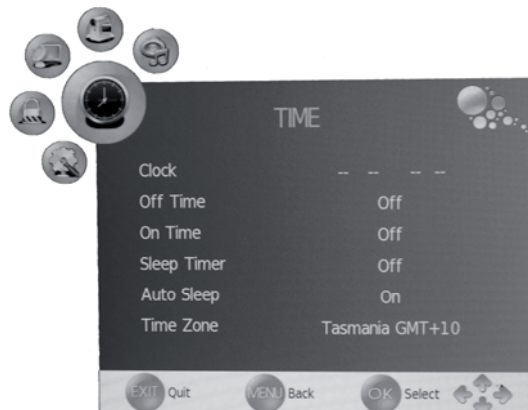 TIME
Clock -- -- -- --
Off Time Off
On Time Off
Sleep Timer Off
Auto Sleep On
Time Zone Tasmania GMT+10
EXIT Quit MENU Back OK Select